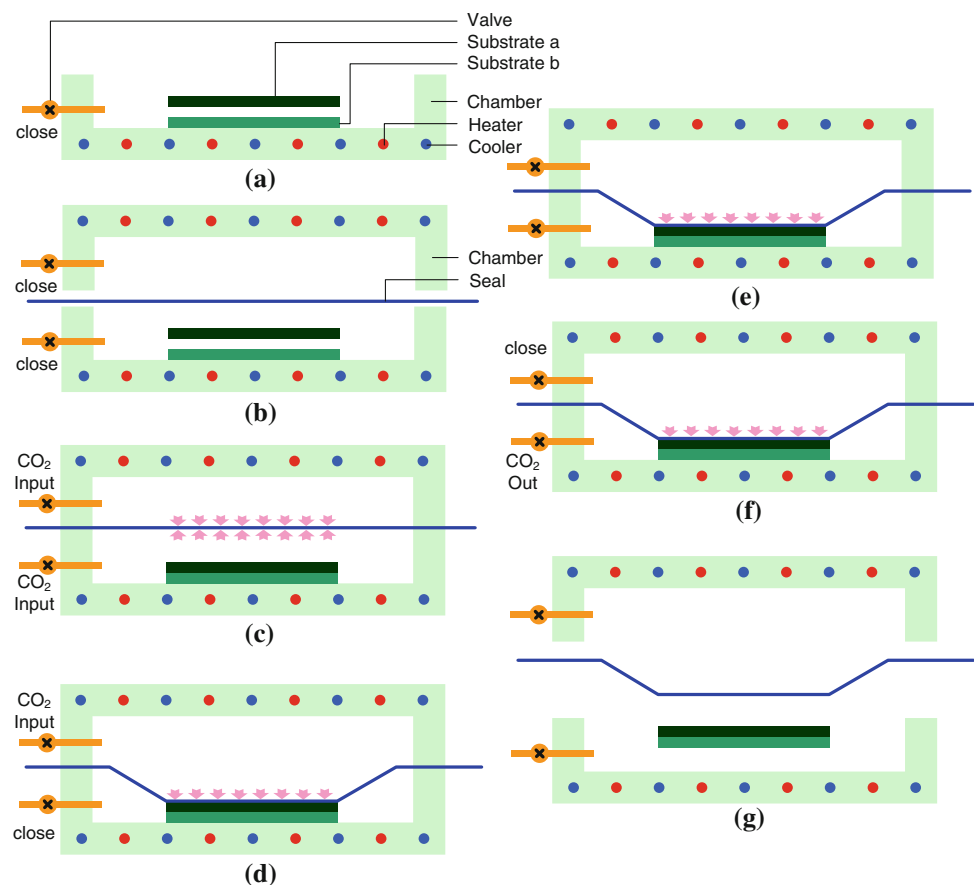 Valve
Substrate a
Substrate b
Chamber
Heater
Cooler
close
(a)
close
Chamber
Seal
close
(b)
CO₂
Input
CO₂
Input
(c)
CO₂
Input
close
(d)
(e)
close
CO₂
Out
(f)
(g)